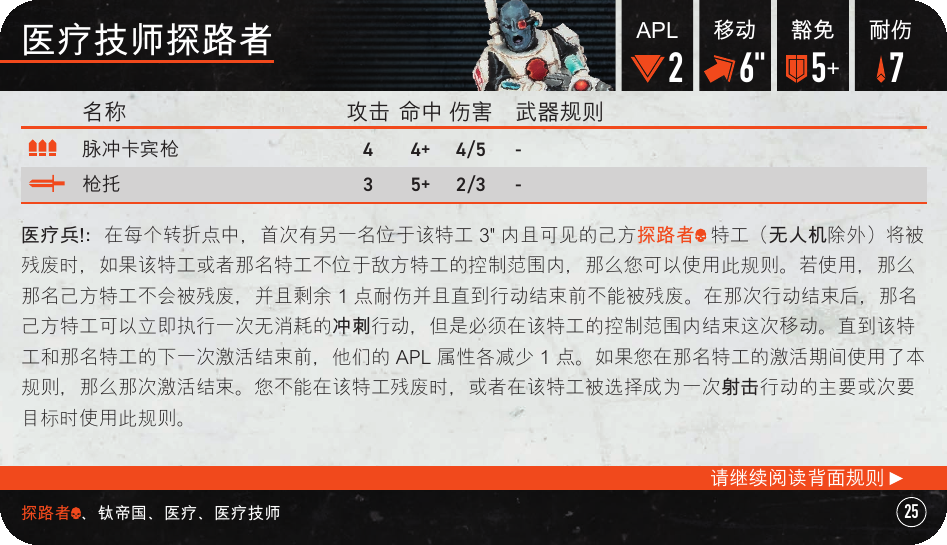 医疗技师探路者
APL 移动 豁免 耐伤
2 6" 5+ 7
名称 攻击 命中 伤害 武器规则
脉冲卡宾枪 4 4+ 4/5 -
枪托 3 5+ 2/3 -
医疗兵!：在每个转折点中，首次有另一名位于该特工 3" 内且可见的己方探路者特工（无人机除外）将被
残废时，如果该特工或者那名特工不位于敌方特工的控制范围内，那么您可以使用此规则。若使用，那么
那名己方特工不会被残废，并且剩余 1 点耐伤并且直到行动结束前不能被残废。在那次行动结束后，那名
己方特工可以立即执行一次无消耗的冲刺行动，但是必须在该特工的控制范围内结束这次移动。直到该特
工和那名特工的下一次激活结束前，他们的 APL 属性各减少 1 点。如果您在那名特工的激活期间使用了本
规则，那么那次激活结束。您不能在该特工残废时，或者在该特工被选择成为一次射击行动的主要或次要
目标时使用此规则。
请继续阅读背面规则 ▶
探路者、钛帝国、医疗、医疗技师
25